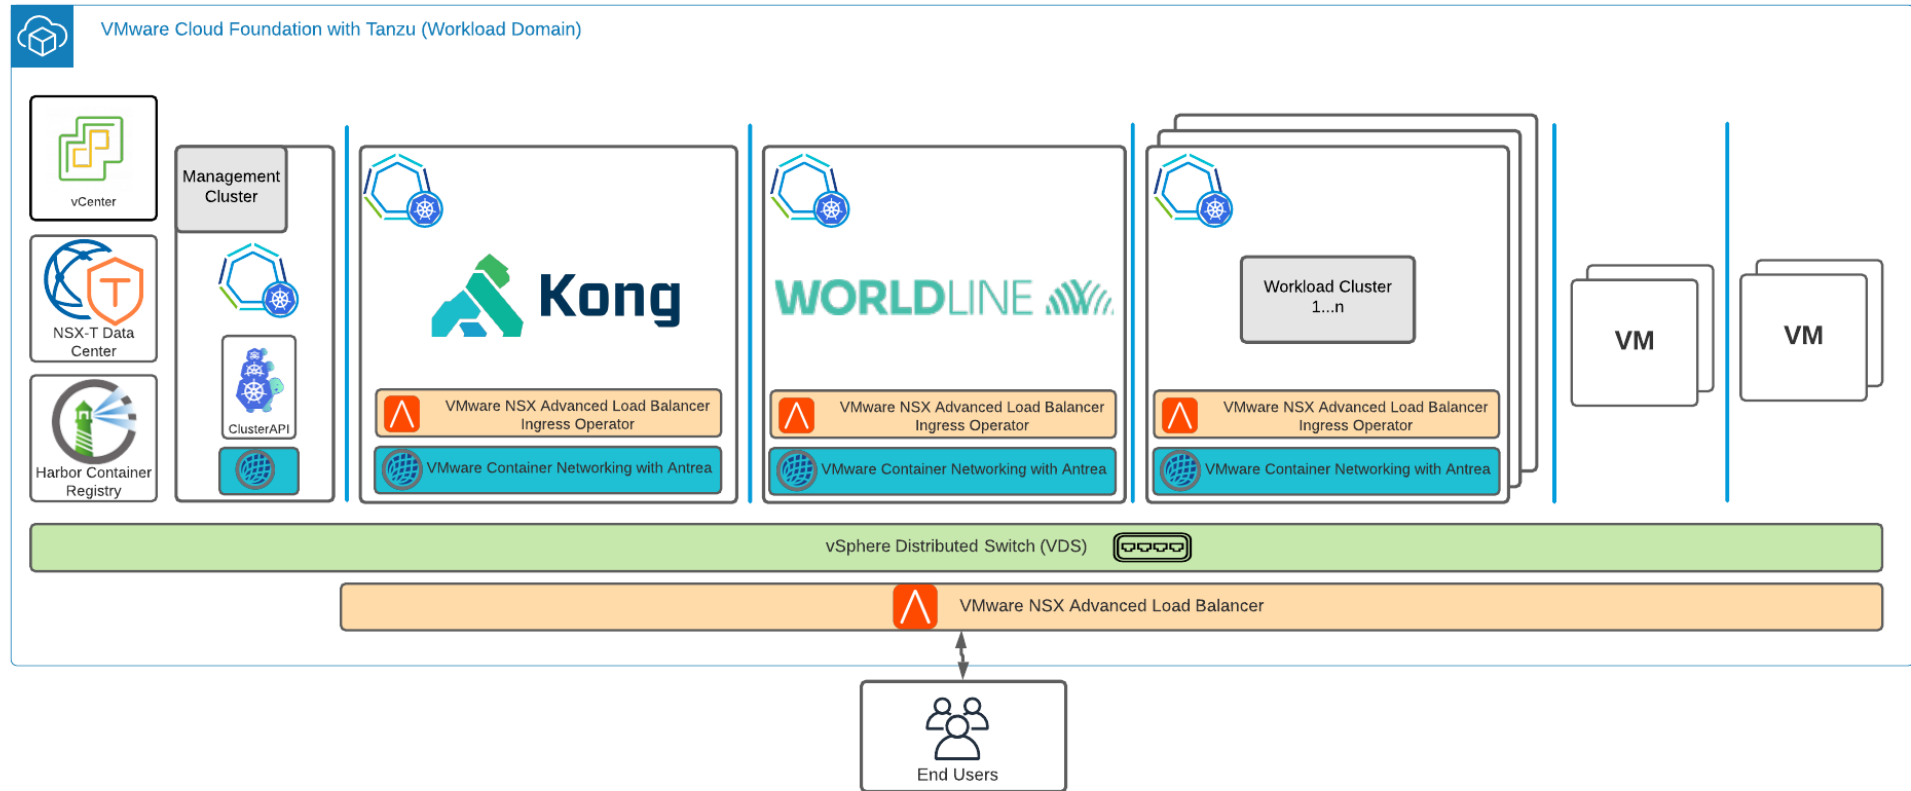 VMware Cloud Foundation with Tanzu (Workload Domain)
vCenter
NSX-T Data
Center
Harbor Container
Registry
Management
Cluster
ClusterAPI
Kong
VMware NSX Advanced Load Balancer
Ingress Operator
VMware Container Networking with Antrea
WORLDLINE
VMware NSX Advanced Load Balancer
Ingress Operator
VMware Container Networking with Antrea
Workload Cluster
1...n
VMware NSX Advanced Load Balancer
Ingress Operator
VMware Container Networking with Antrea
VM
VM
vSphere Distributed Switch (VDS)
VMware NSX Advanced Load Balancer
End Users